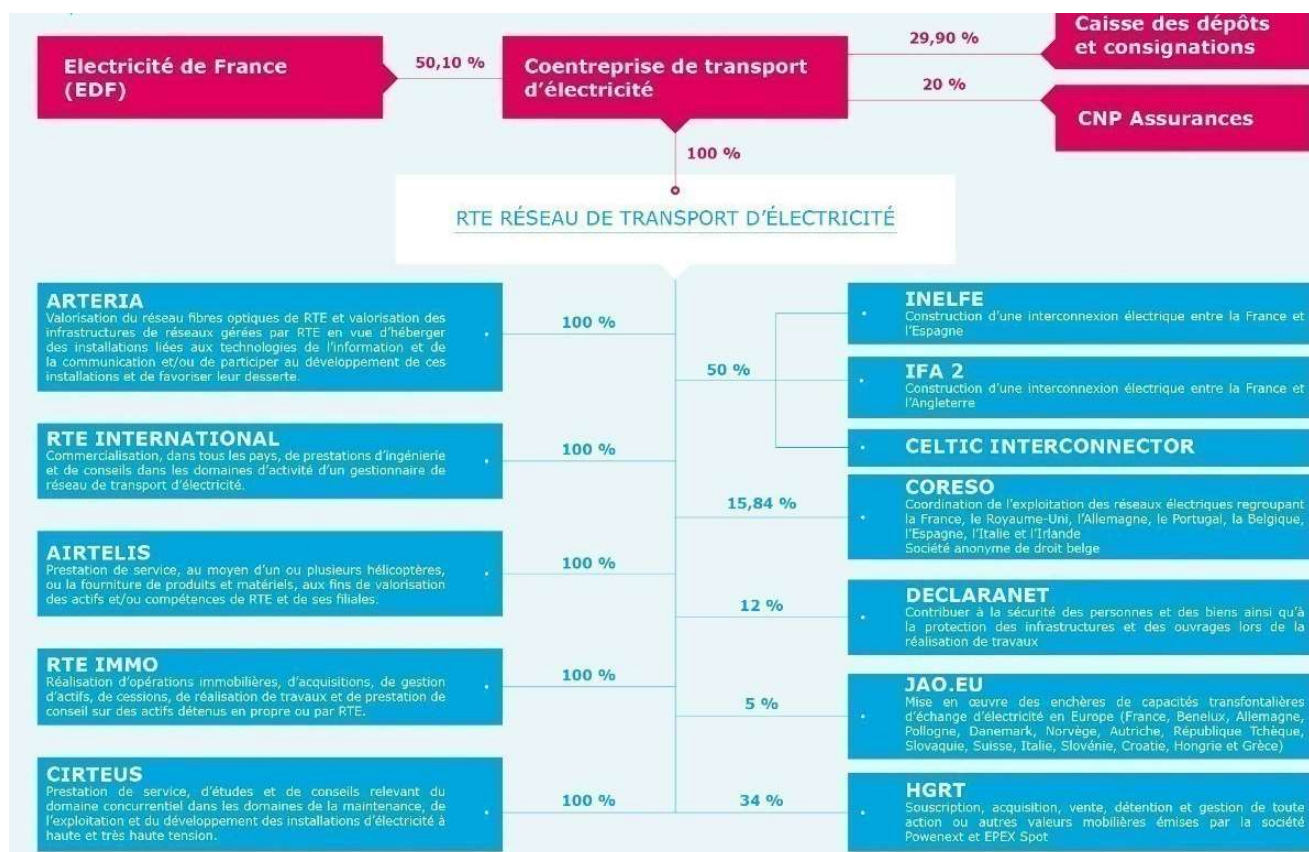 Electricité de France
(EDF)
50,10 %
Coentreprise de transport
d'électricité
29,90 %
Caisse des dépôts
et consignations
20 %
CNP Assurances
100 %
RTE RÉSEAU DE TRANSPORT D'ÉLECTRICITÉ
ARTERIA
Valorisation du réseau fibres optiques de RTE et valorisation des
infrastructures de réseaux gérées par RTE en vue d'héberger
des installations liées aux technologies de l'information et de
la communication et/ou de participer au développement de ces
installations et de favoriser leur desserte.
100 %
RTE INTERNATIONAL
Commercialisation, dans tous les pays, de prestations d'ingénierie
et de conseils dans les domaines d'activité d'un gestionnaire de
réseau de transport d'électricité.
100 %
AIRTELIS
Prestation de service, au moyen d'un ou plusieurs hélicoptères,
ou la fourniture de produits et matériels, aux fins de valorisation
des actifs et/ou compétences de RTE et de ses filiales.
100 %
RTE IMMO
Réalisation d'opérations immobilières, d'acquisitions, de gestion
d'actifs, de cessions, de réalisation de travaux et de prestation de
conseil sur des actifs détenus en propre ou par RTE.
100 %
CIRTEUS
Prestation de service, d'études et de conseils relevant du
domaine concurrentiel dans les domaines de la maintenance, de
l'exploitation et du développement des installations d'électricité à
haute et très haute tension.
100 %
50 %
INELFE
Construction d'une interconnexion électrique entre la France et
l'Espagne
IFA 2
Construction d'une interconnexion électrique entre la France et
l'Angleterre
CELTIC INTERCONNECTOR
15,84 %
CORESO
Coordination de l'exploitation des réseaux électriques regroupant
la France, le Royaume-Uni, l'Allemagne, le Portugal, la Belgique,
l'Espagne, l'Italie et l'Irlande
Société anonyme de droit belge
12 %
DECLARANET
Contribuer à la sécurité des personnes et des biens ainsi qu'à
la protection des infrastructures et des ouvrages lors de la
réalisation de travaux
5 %
JAO.EU
Mise en œuvre des enchères de capacités transfontalières
d'échange d'électricité en Europe (France, Benelux, Allemagne,
Pollogne, Danemark, Norvège, Autriche, République Tchèque,
Slovaquie, Suisse, Italie, Slovénie, Croatie, Hongrie et Grèce)
34 %
HGRT
Souscription, acquisition, vente, détention et gestion de toute
action ou autres valeurs mobilières émises par la société
Powenext et EPEX Spot